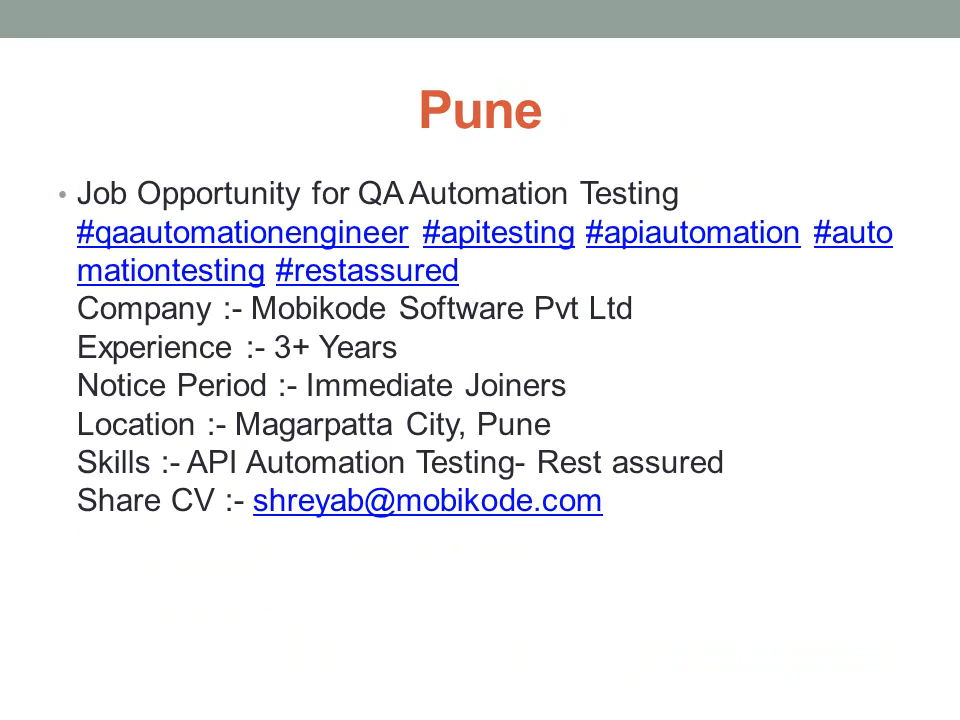 Pune
• Job Opportunity for QA Automation Testing
#qaautomationengineer #apitesting #apiautomation #auto
mationtesting #restassured
Company :- Mobikode Software Pvt Ltd
Experience :- 3+ Years
Notice Period :- Immediate Joiners
Location :- Magarpatta City, Pune
Skills :- API Automation Testing- Rest assured
Share CV :- shreyab@mobikode.com